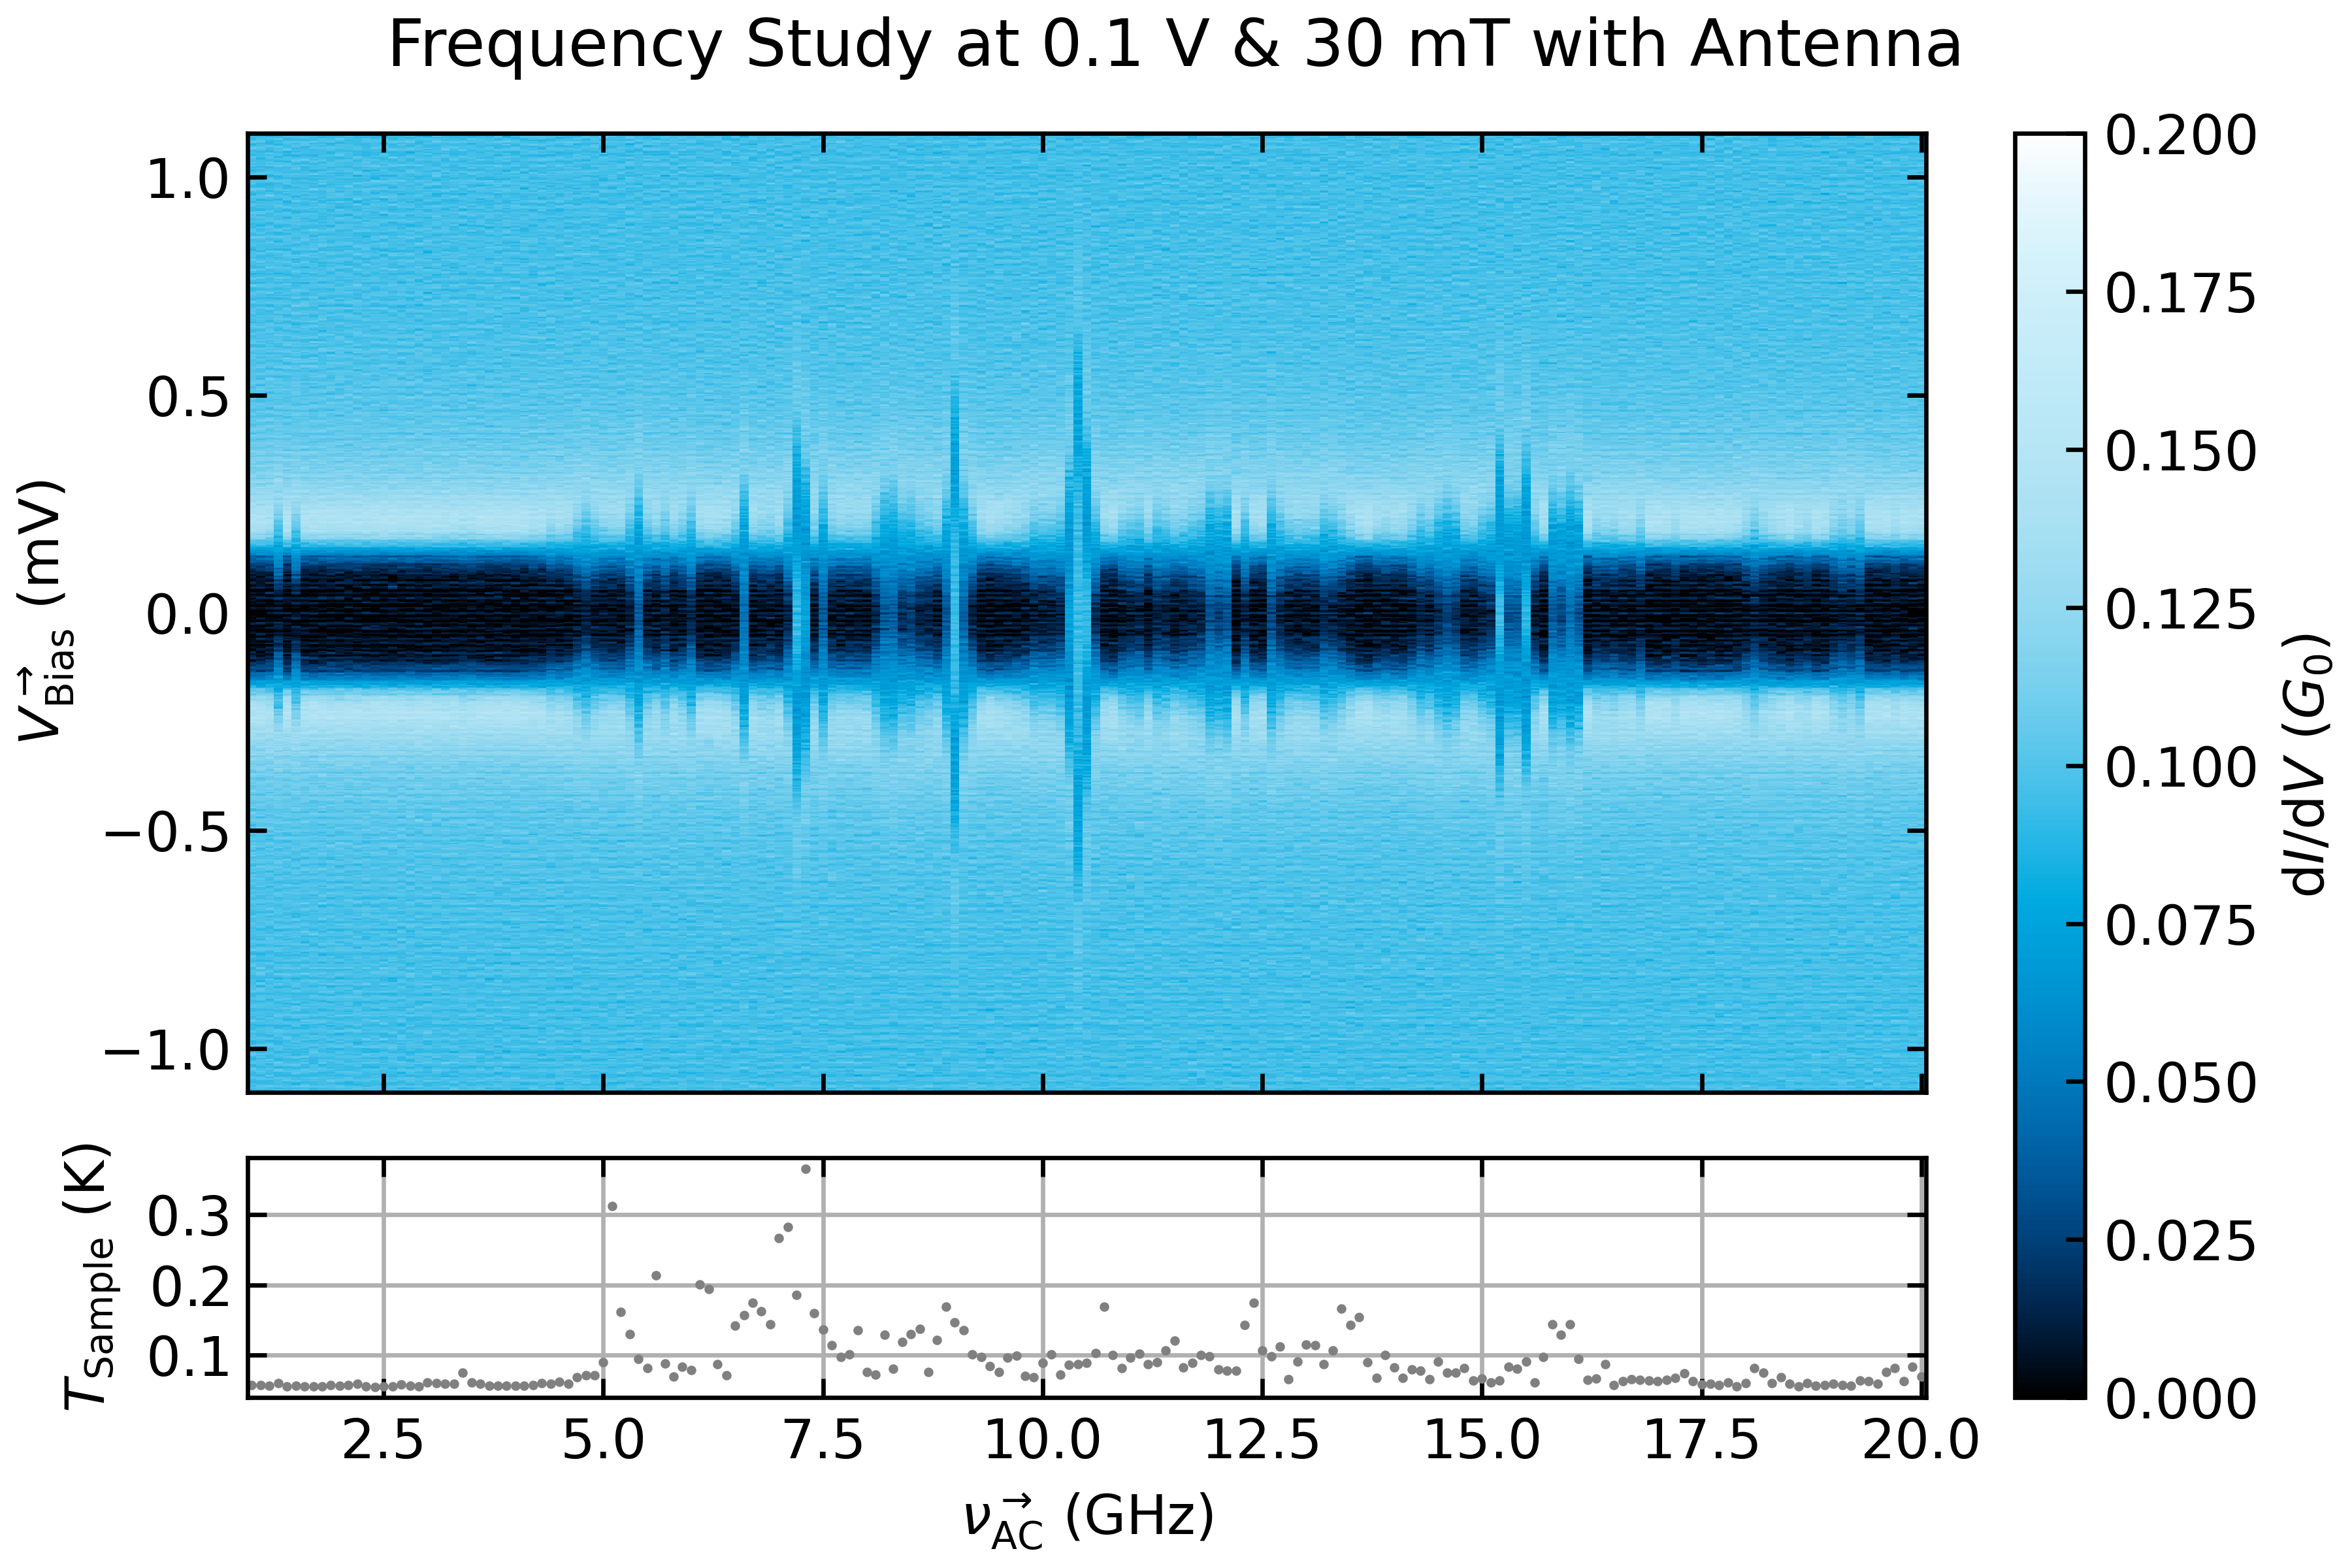 Frequency Study at 0.1 V & 30 mT with Antenna
V→Bias (mV)
1.0
0.5
0.0
−0.5
−1.0
0.200
0.175
0.150
0.125
0.100
0.075
0.050
0.025
0.000
dI/dV (G0)
TSample (K)
0.3
0.2
0.1
2.5 5.0 7.5 10.0 12.5 15.0 17.5 20.0
ν→AC (GHz)